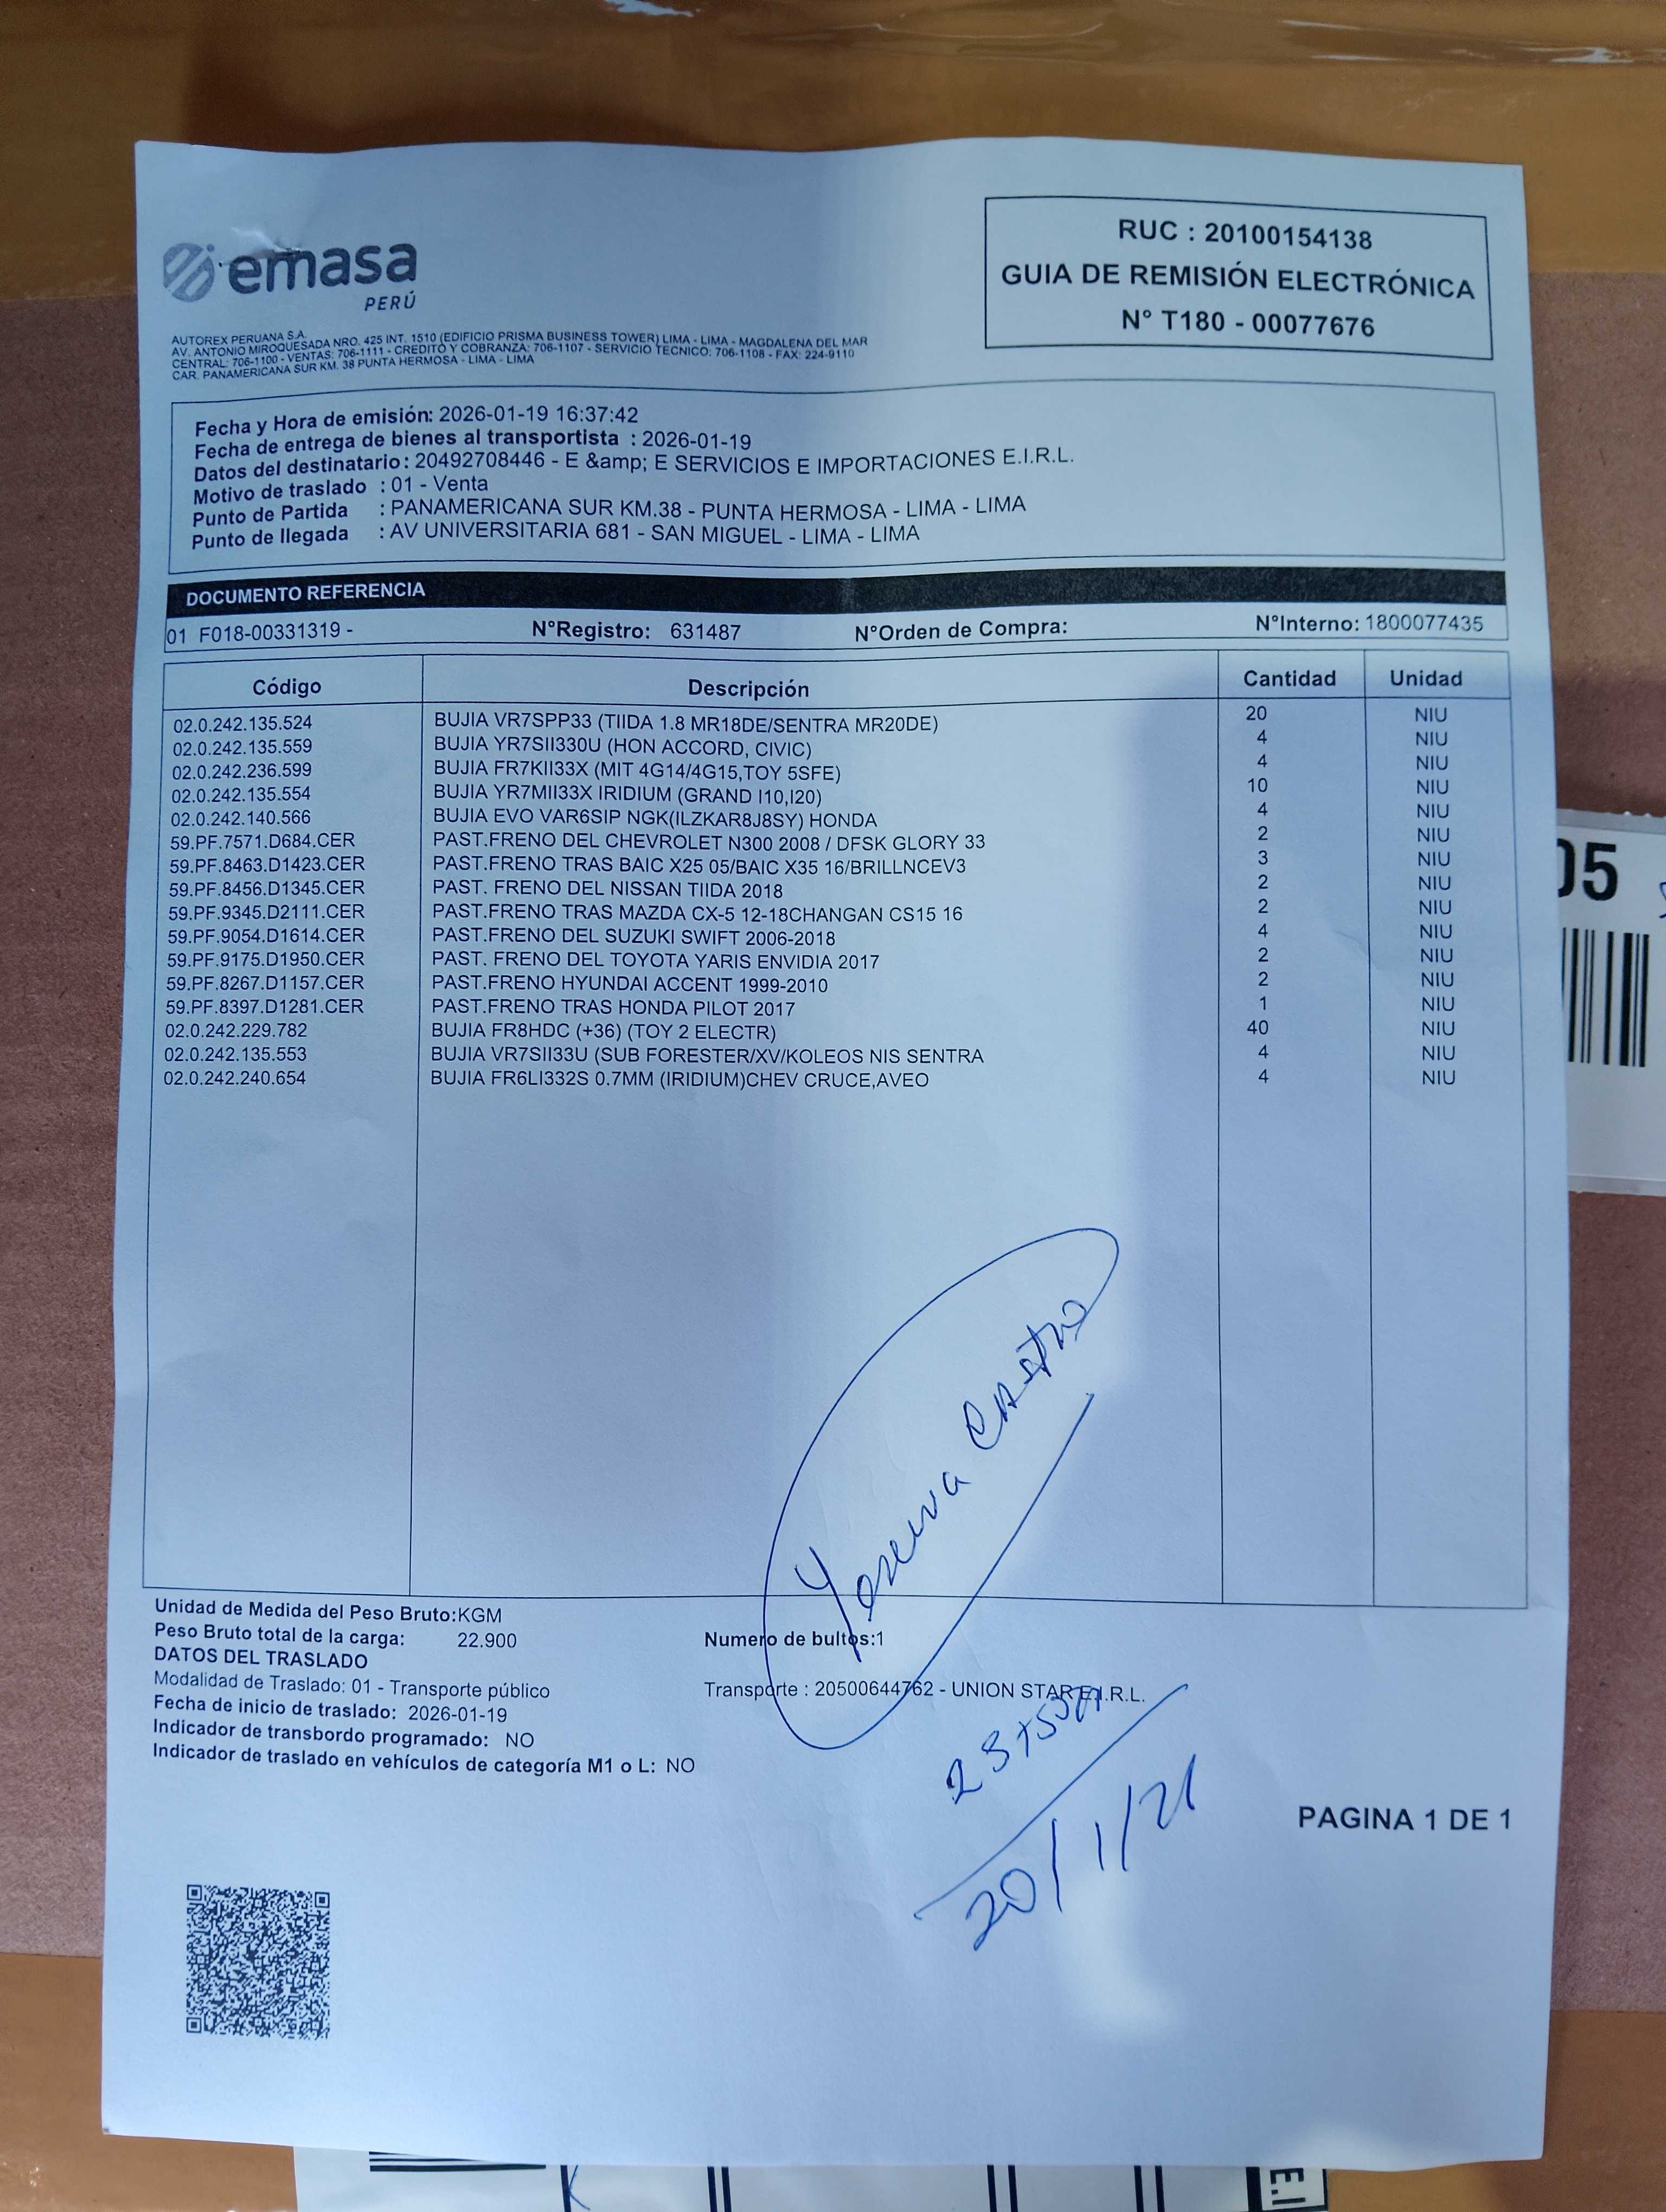 emasa
PERÚ
RUC : 20100154138
GUIA DE REMISIÓN ELECTRÓNICA
N° T180 - 00077676
AUTOREX PERUANA S.A.
AV. ANTONIO MIROQUESADA NRO. 425 INT. 1510 (EDIFICIO PRISMA BUSINESS TOWER) LIMA - LIMA - MAGDALENA DEL MAR
CENTRAL: 706-1100 - VENTAS: 706-1111 - CREDITO Y COBRANZA: 706-1107 - SERVICIO TECNICO: 706-1108 - FAX: 224-9110
CAR. PANAMERICANA SUR KM. 38 PUNTA HERMOSA - LIMA - LIMA
Fecha y Hora de emisión: 2026-01-19 16:37:42
Fecha de entrega de bienes al transportista : 2026-01-19
Datos del destinatario: 20492708446 - E &amp; E SERVICIOS E IMPORTACIONES E.I.R.L.
Motivo de traslado : 01 - Venta
Punto de Partida : PANAMERICANA SUR KM.38 - PUNTA HERMOSA - LIMA - LIMA
Punto de llegada : AV UNIVERSITARIA 681 - SAN MIGUEL - LIMA - LIMA
DOCUMENTO REFERENCIA
01 F018-00331319 - N°Registro: 631487 N°Orden de Compra: N°Interno: 1800077435
Código Descripción Cantidad Unidad
02.0.242.135.524 BUJIA VR7SPP33 (TIIDA 1.8 MR18DE/SENTRA MR20DE) 20 NIU
02.0.242.135.559 BUJIA YR7SII330U (HON ACCORD, CIVIC) 4 NIU
02.0.242.236.599 BUJIA FR7KII33X (MIT 4G14/4G15,TOY 5SFE) 4 NIU
02.0.242.135.554 BUJIA YR7MII33X IRIDIUM (GRAND I10,I20) 10 NIU
02.0.242.140.566 BUJIA EVO VAR6SIP NGK(ILZKAR8J8SY) HONDA 4 NIU
59.PF.7571.D684.CER PAST.FRENO DEL CHEVROLET N300 2008 / DFSK GLORY 33 2 NIU
59.PF.8463.D1423.CER PAST.FRENO TRAS BAIC X25 05/BAIC X35 16/BRILLNCEV3 3 NIU
59.PF.8456.D1345.CER PAST. FRENO DEL NISSAN TIIDA 2018 2 NIU
59.PF.9345.D2111.CER PAST.FRENO TRAS MAZDA CX-5 12-18CHANGAN CS15 16 2 NIU
59.PF.9054.D1614.CER PAST.FRENO DEL SUZUKI SWIFT 2006-2018 4 NIU
59.PF.9175.D1950.CER PAST. FRENO DEL TOYOTA YARIS ENVIDIA 2017 2 NIU
59.PF.8267.D1157.CER PAST.FRENO HYUNDAI ACCENT 1999-2010 2 NIU
59.PF.8397.D1281.CER PAST.FRENO TRAS HONDA PILOT 2017 1 NIU
02.0.242.229.782 BUJIA FR8HDC (+36) (TOY 2 ELECTR) 40 NIU
02.0.242.135.553 BUJIA VR7SII33U (SUB FORESTER/XV/KOLEOS NIS SENTRA 4 NIU
02.0.242.240.654 BUJIA FR6LI332S 0.7MM (IRIDIUM)CHEV CRUCE,AVEO 4 NIU
Castro
Unidad de Medida del Peso Bruto:KGM
Peso Bruto total de la carga: 22.900 Numero de bultos:1
DATOS DEL TRASLADO
Modalidad de Traslado: 01 - Transporte público Transporte : 20500644762 - UNION STAR E.I.R.L.
Fecha de inicio de traslado: 2026-01-19
Indicador de transbordo programado: NO
Indicador de traslado en vehículos de categoría M1 o L: NO
PAGINA 1 DE 1
05
E.I